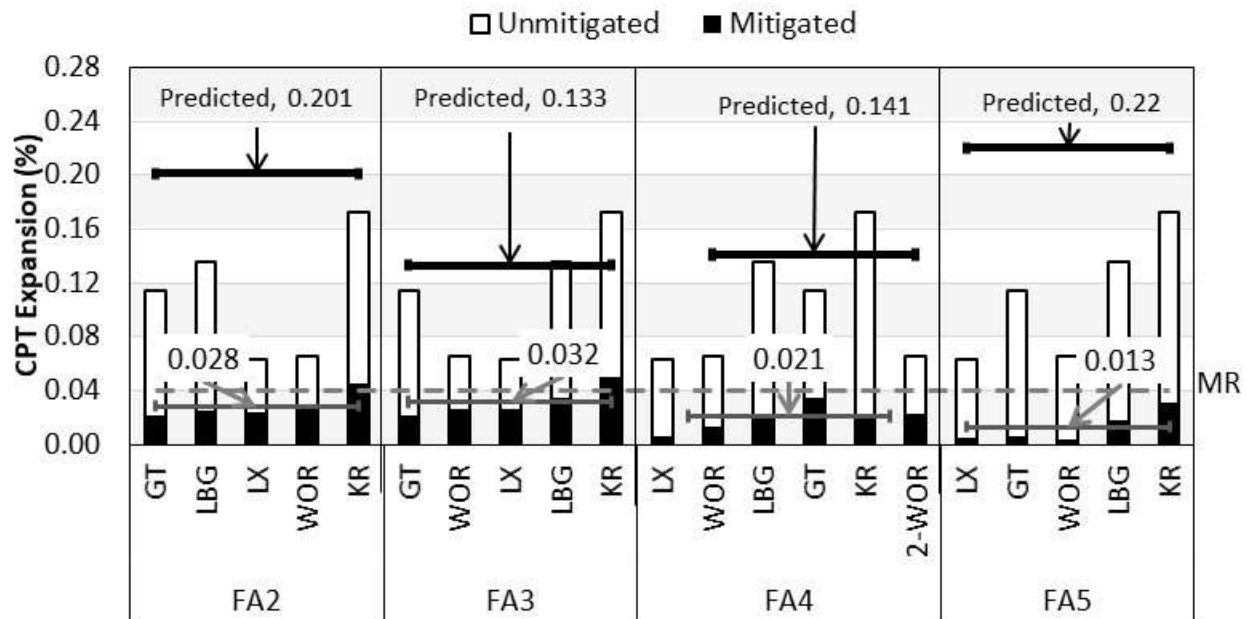 Unmitigated Mitigated
CPT Expansion (%)
0.28
0.24
0.20
0.16
0.12
0.08
0.04
0.00
Predicted, 0.201
Predicted, 0.133
Predicted, 0.141
Predicted, 0.22
0.028
0.032
0.021
0.013
MR
GT LBG LX WOR KR
GT WOR LX LBG KR
LX WOR LBG GT KR 2-WOR
LX GT WOR LBG KR
FA2 FA3 FA4 FA5